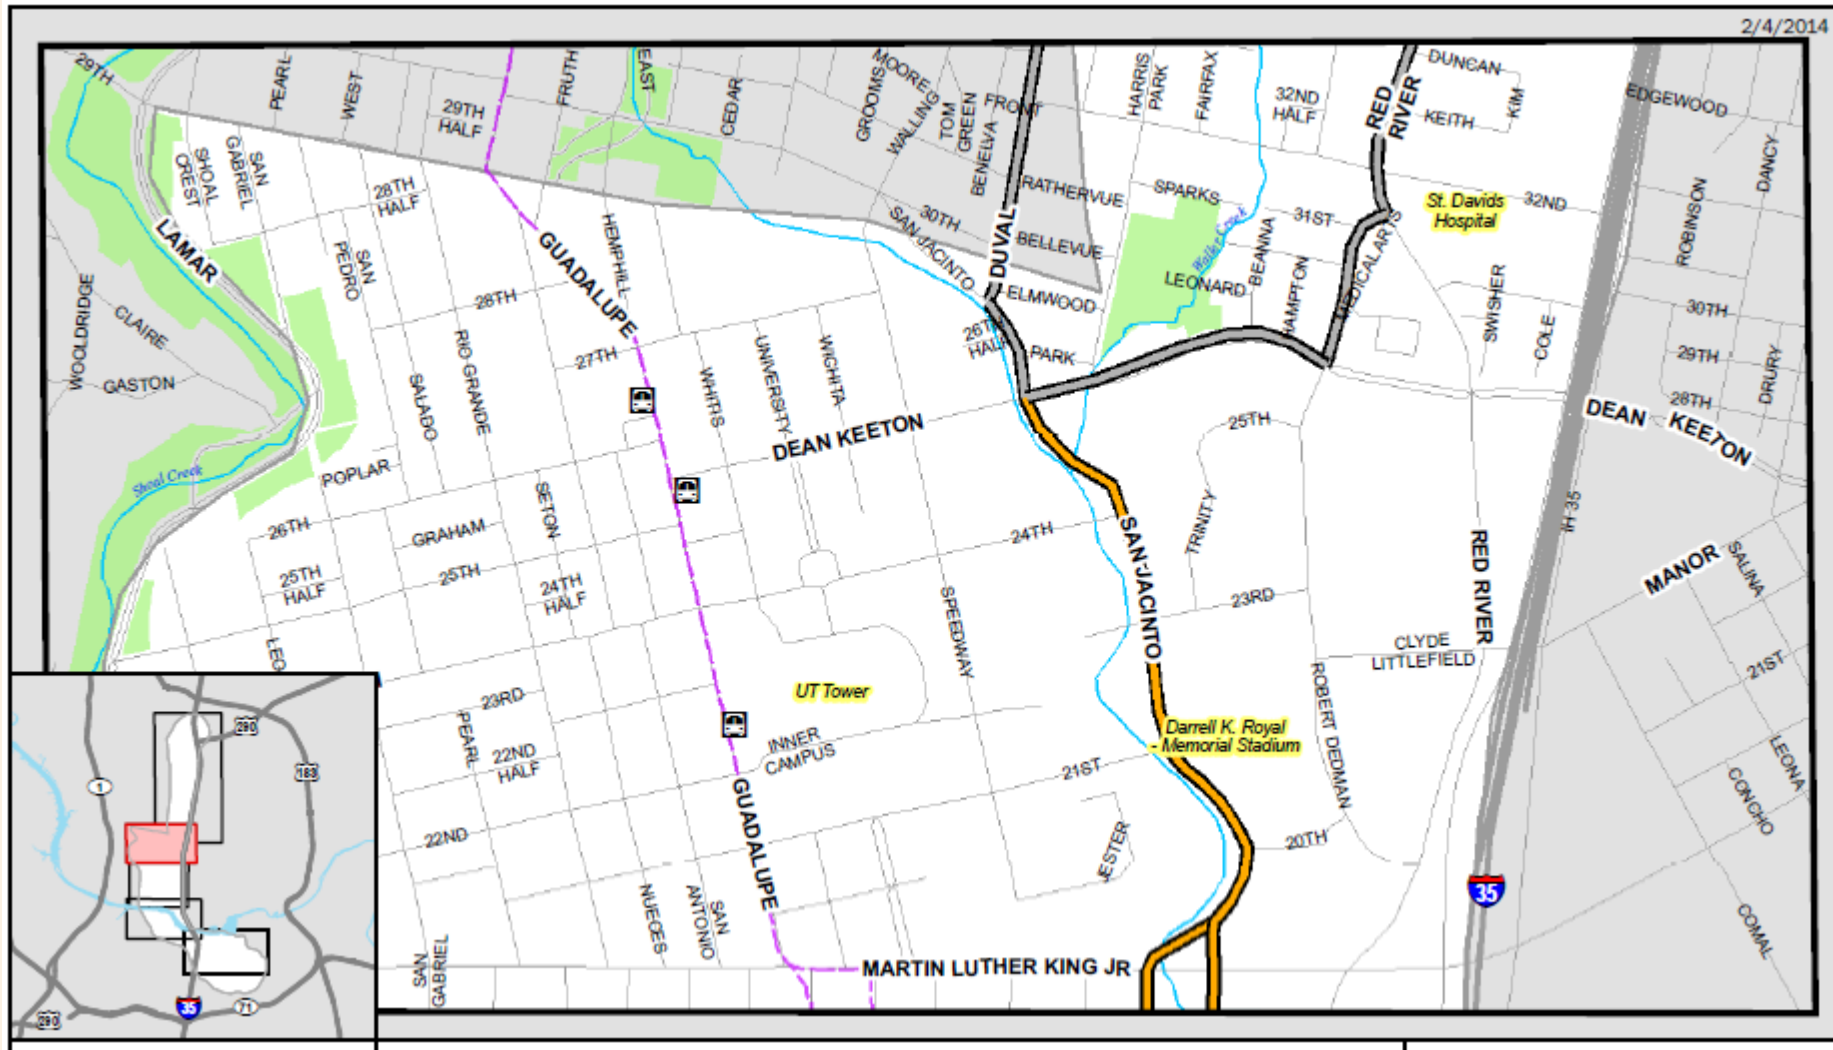 2/4/2014
29TH
PEARL
WEST
29TH
HALF
FRUTH
EAST
CEDAR
GROOMS
MOORE
WALLING
TOM
GREEN
BENELVA
FRONT
HARRIS
PARK
FAIRFAX
32ND
HALF
RED
RIVER
DUNCAN
KEITH
KIM
EDGEWOOD
DANCY
ROBINSON
SHOAL
CREST
SAN
GABRIEL
28TH
HALF
LAMAR
SAN
PEDRO
GUADALUPE
HEMPHILL
30TH
SAN JACINTO
DUVAL
RATHERVUE
BELLEVUE
ELMWOOD
SPARKS
Waller Creek
31ST
BEANNA
LEONARD
HAMPTON
MEDICAL ARTS
St. Davids
Hospital
32ND
SWISHER
COLE
30TH
29TH
28TH
DRURY
WOOLDRIDGE
CLAIRE
GASTON
28TH
27TH
RIO GRANDE
SALADO
WHITIS
UNIVERSITY
WICHITA
26TH
HALF
PARK
DEAN KEETON
25TH
DEAN KEETON
Shoal Creek
POPLAR
26TH
GRAHAM
SETON
25TH
HALF
25TH
24TH
HALF
24TH
SPEEDWAY
SAN JACINTO
TRINITY
23RD
RED RIVER
IH 35
MANOR
SALINA
21ST
CLYDE
LITTLEFIELD
ROBERT DEDMAN
LEO
23RD
PEARL
22ND
HALF
UT Tower
INNER
CAMPUS
21ST
Darrell K. Royal
- Memorial Stadium
LEONA
CONCHO
COMAL
22ND
GUADALUPE
NUECES
SAN
ANTONIO
JESTER
20TH
35
SAN
GABRIEL
MARTIN LUTHER KING JR
290
183
1
35
71
290